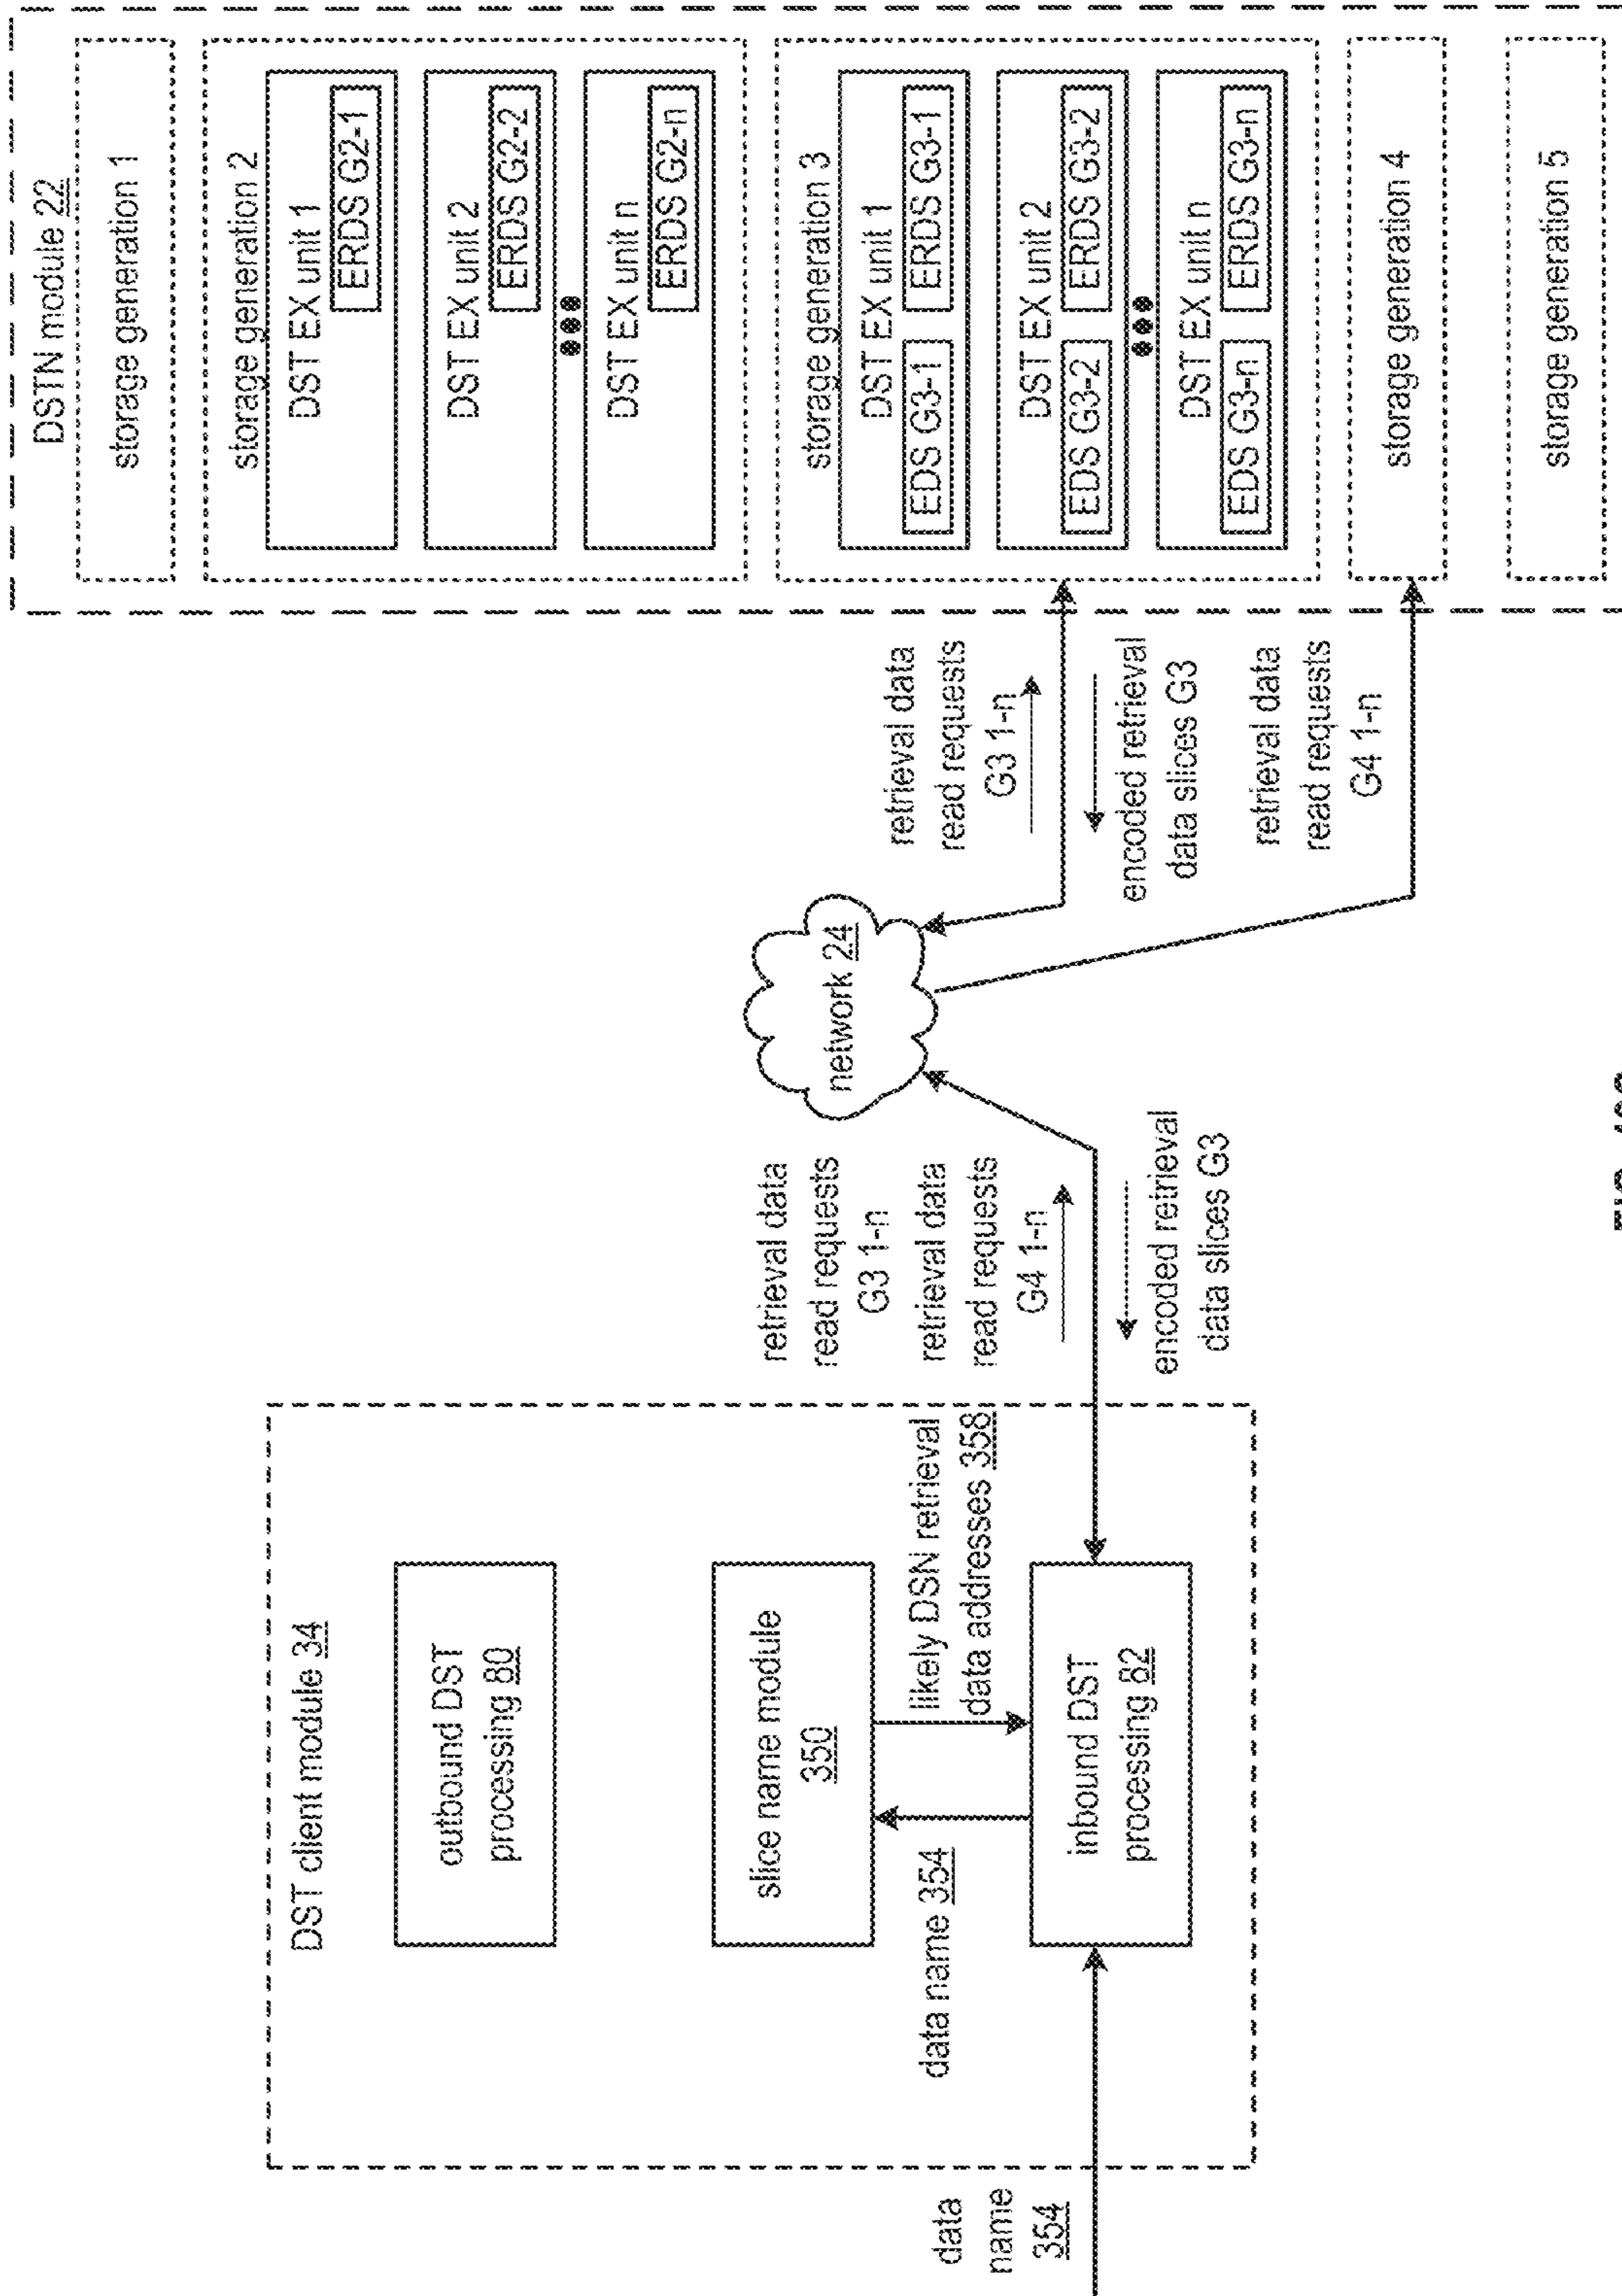 DST client module 34
outbound DST
processing 80
slice name module
350
data name 354
likely DSN retrieval
data addresses 358
inbound DST
processing 82
data
name
354
retrieval data
read requests
G3 1-n
retrieval data
read requests
G4 1-n
encoded retrieval
data slices G3
network 24
retrieval data
read requests
G3 1-n
encoded retrieval
data slices G3
retrieval data
read requests
G4 1-n
DSTN module 22
storage generation 1
storage generation 2
DST EX unit 1
ERDS G2-1
DST EX unit 2
ERDS G2-2
DST EX unit n
ERDS G2-n
storage generation 3
DST EX unit 1
EDS G3-1
ERDS G3-1
DST EX unit 2
EDS G3-2
ERDS G3-2
DST EX unit n
EDS G3-n
ERDS G3-n
storage generation 4
storage generation 5